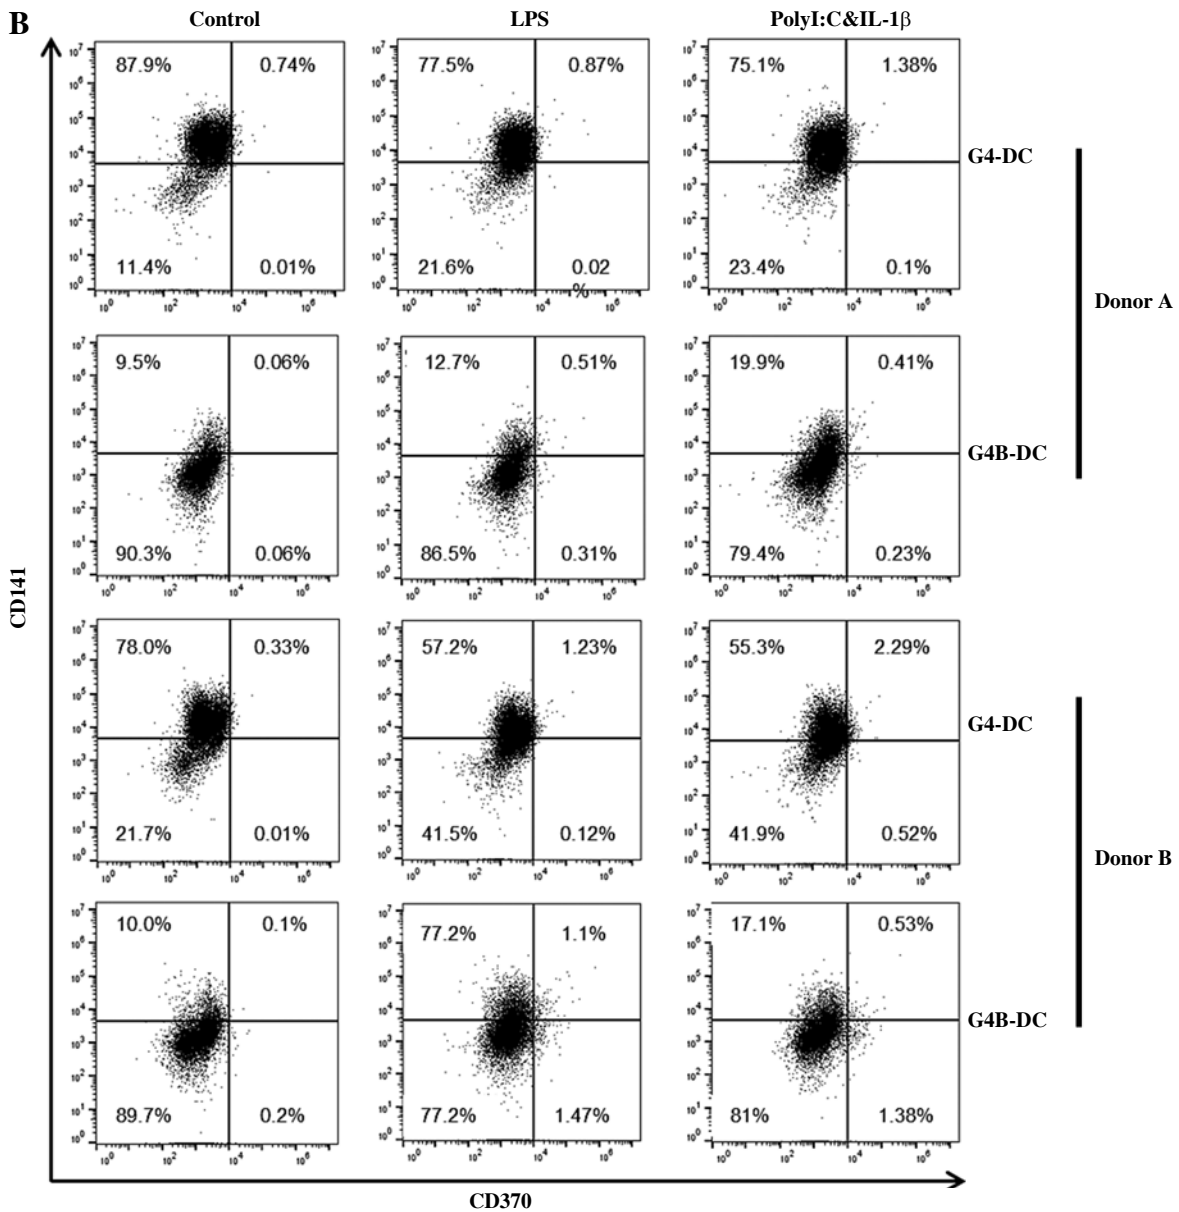 B
Control LPS PolyI:C&IL-1β
87.9% 0.74% 77.5% 0.87% 75.1% 1.38%
G4-DC
11.4% 0.01% 21.6% 0.02 % 23.4% 0.1%
Donor A
9.5% 0.06% 12.7% 0.51% 19.9% 0.41%
G4B-DC
90.3% 0.06% 86.5% 0.31% 79.4% 0.23%
CD141
78.0% 0.33% 57.2% 1.23% 55.3% 2.29%
G4-DC
21.7% 0.01% 41.5% 0.12% 41.9% 0.52%
Donor B
10.0% 0.1% 77.2% 1.1% 17.1% 0.53%
G4B-DC
89.7% 0.2% 77.2% 1.47% 81% 1.38%
CD370